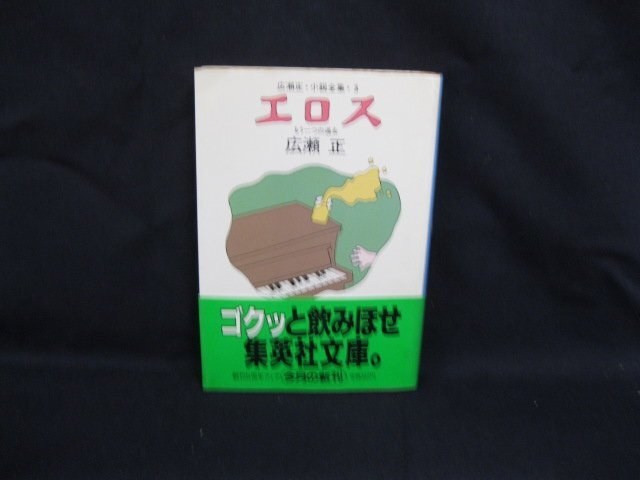 広瀬正・小説全集・3
エロス
もう一つの過去
広瀬 正
ゴクッと飲みほせ
集英社文庫。
今月の新刊